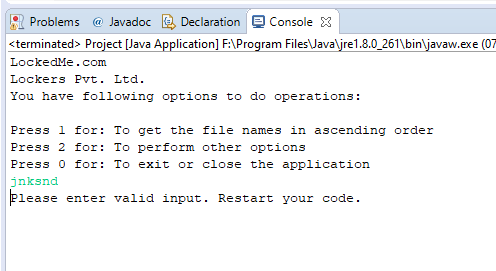 Problems @ Javadoc Declaration Console
<terminated> Project [Java Application] F:\Program Files\Java\jre1.8.0_261\bin\javaw.exe (07
LockedMe.com
Lockers Pvt. Ltd.
You have following options to do operations:
Press 1 for: To get the file names in ascending order
Press 2 for: To perform other options
Press 0 for: To exit or close the application
jnksnd
Please enter valid input. Restart your code.